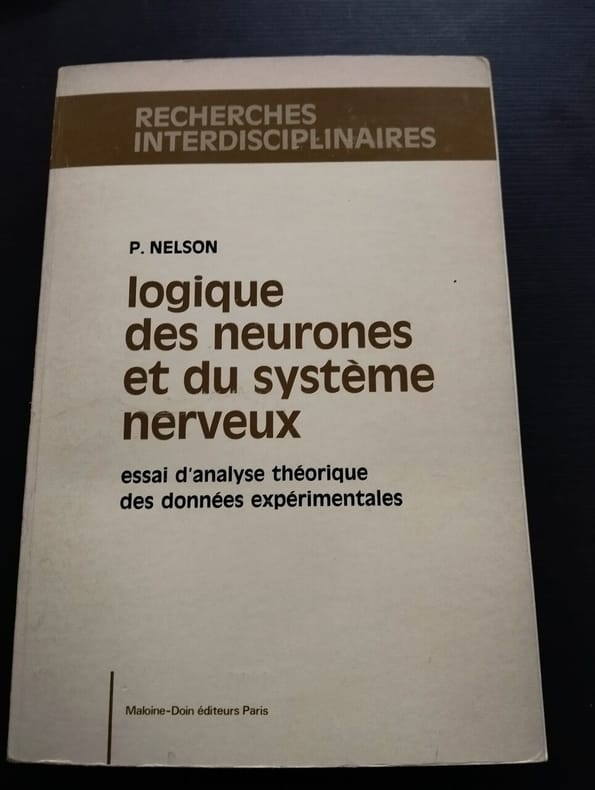 RECHERCHES
INTERDISCIPLINAIRES
P. NELSON
logique
des neurones
et du système
nerveux
essai d'analyse théorique
des données expérimentales
Maloine-Doin éditeurs Paris